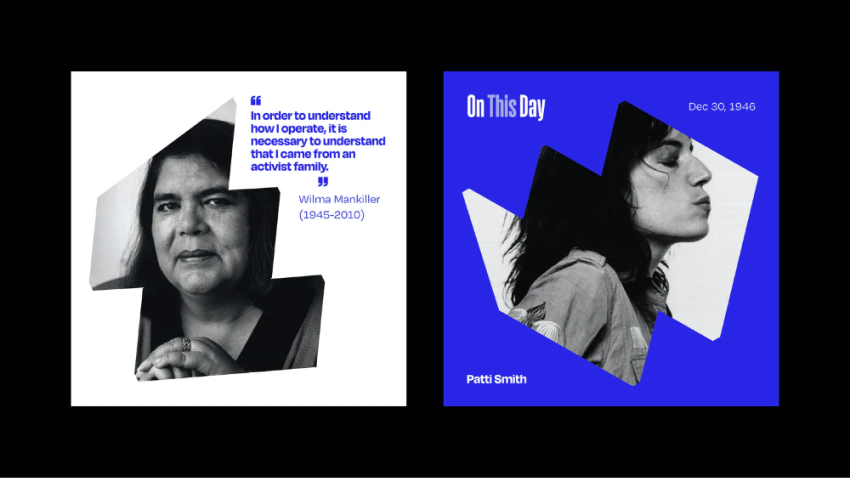 “
In order to understand
how I operate, it is
necessary to understand
that I came from an
activist family.
”
Wilma Mankiller
(1945-2010)
On This Day
Dec 30, 1946
Patti Smith